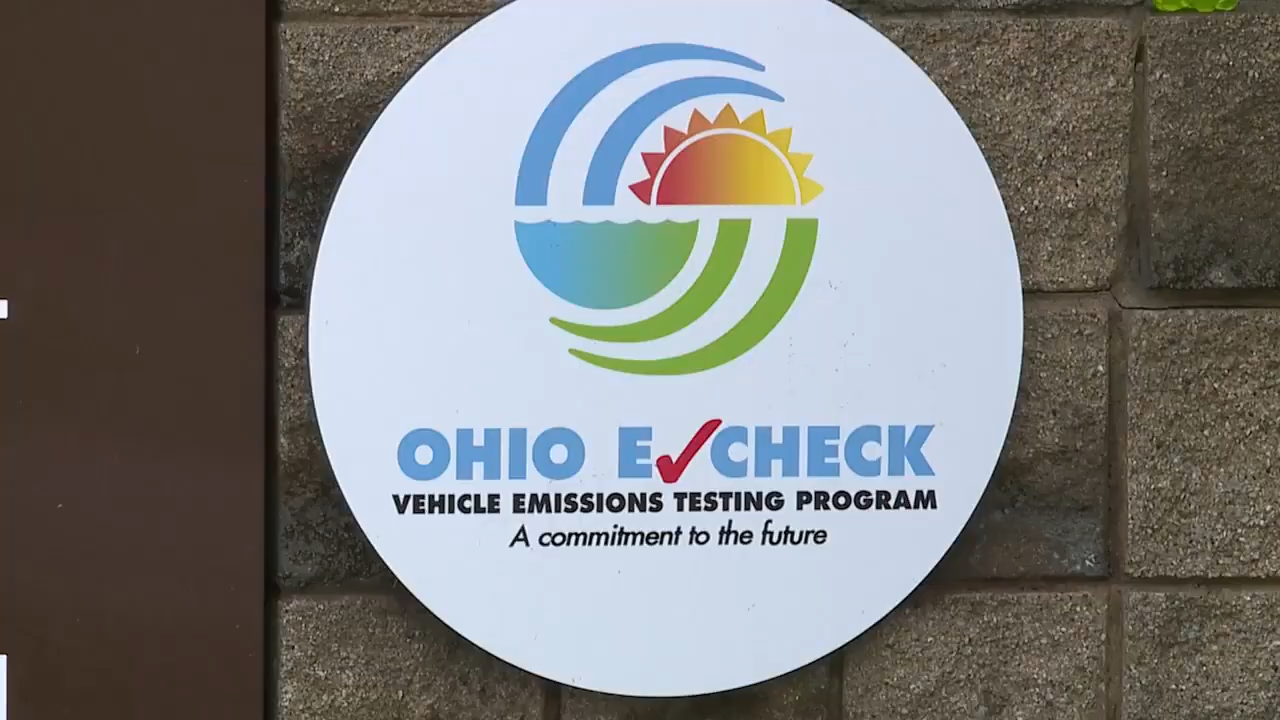 OHIO E✓CHECK
VEHICLE EMISSIONS TESTING PROGRAM
A commitment to the future